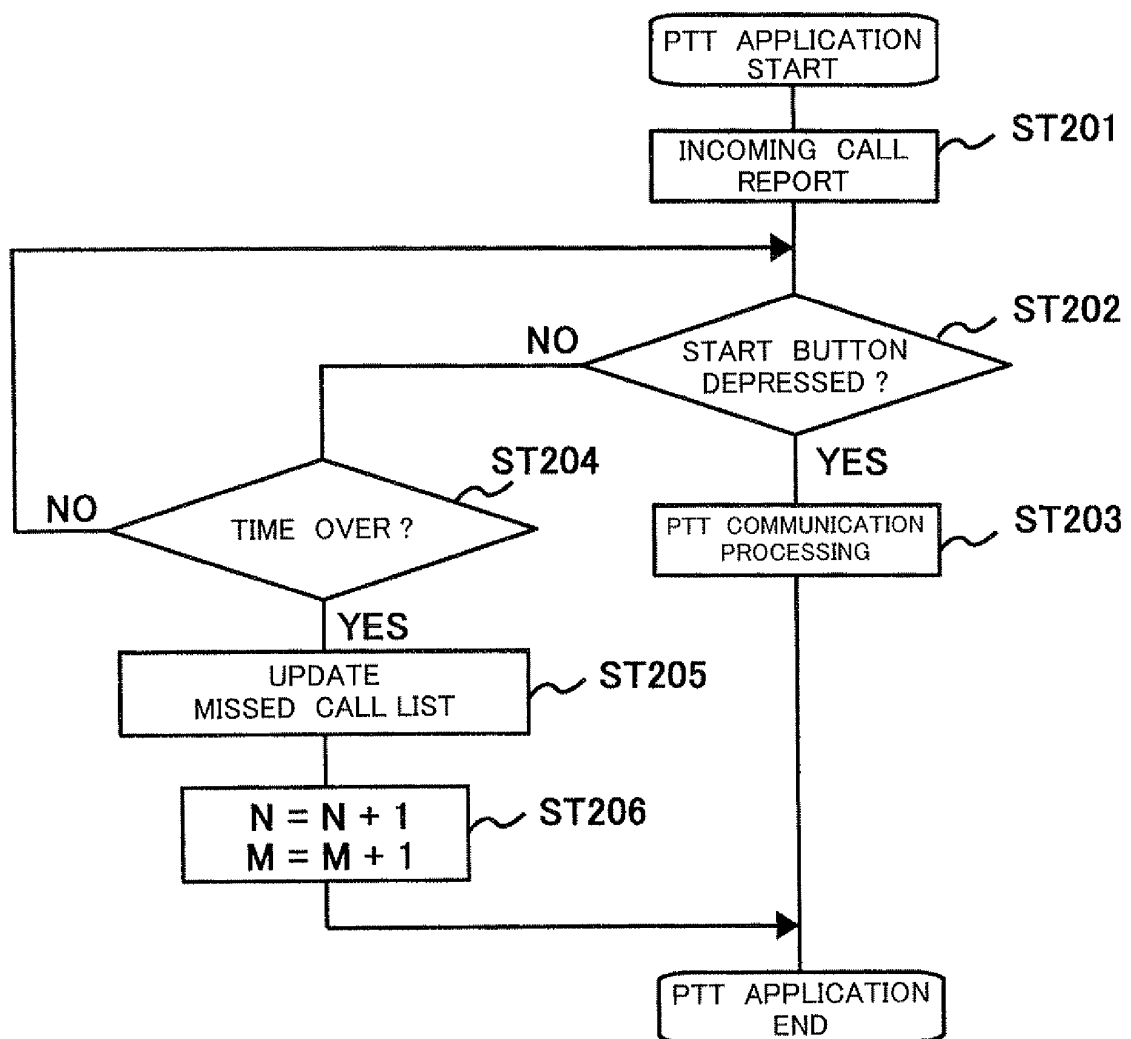 PTT APPLICATION
START
INCOMING CALL
REPORT
ST201
START BUTTON
DEPRESSED ?
ST202
NO
YES
TIME OVER ?
ST204
NO
YES
PTT COMMUNICATION
PROCESSING
ST203
UPDATE
MISSED CALL LIST
ST205
N = N + 1
M = M + 1
ST206
PTT APPLICATION
END